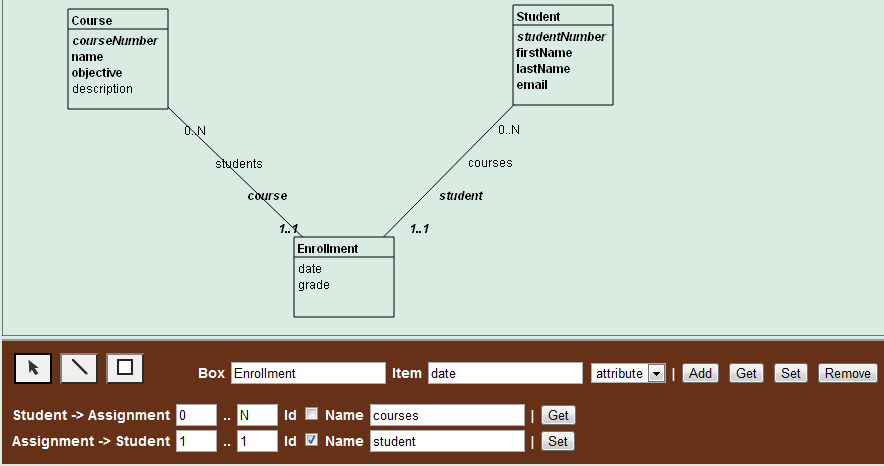 Course
courseNumber
name
objective
description
Student
studentNumber
firstName
lastName
email
0..N
students
course
1..1
0..N
courses
student
1..1
Enrollment
date
grade
Box Enrollment Item date attribute | Add Get Set Remove
Student -> Assignment 0 .. N Id Name courses | Get
Assignment -> Student 1 .. 1 Id Name student | Set